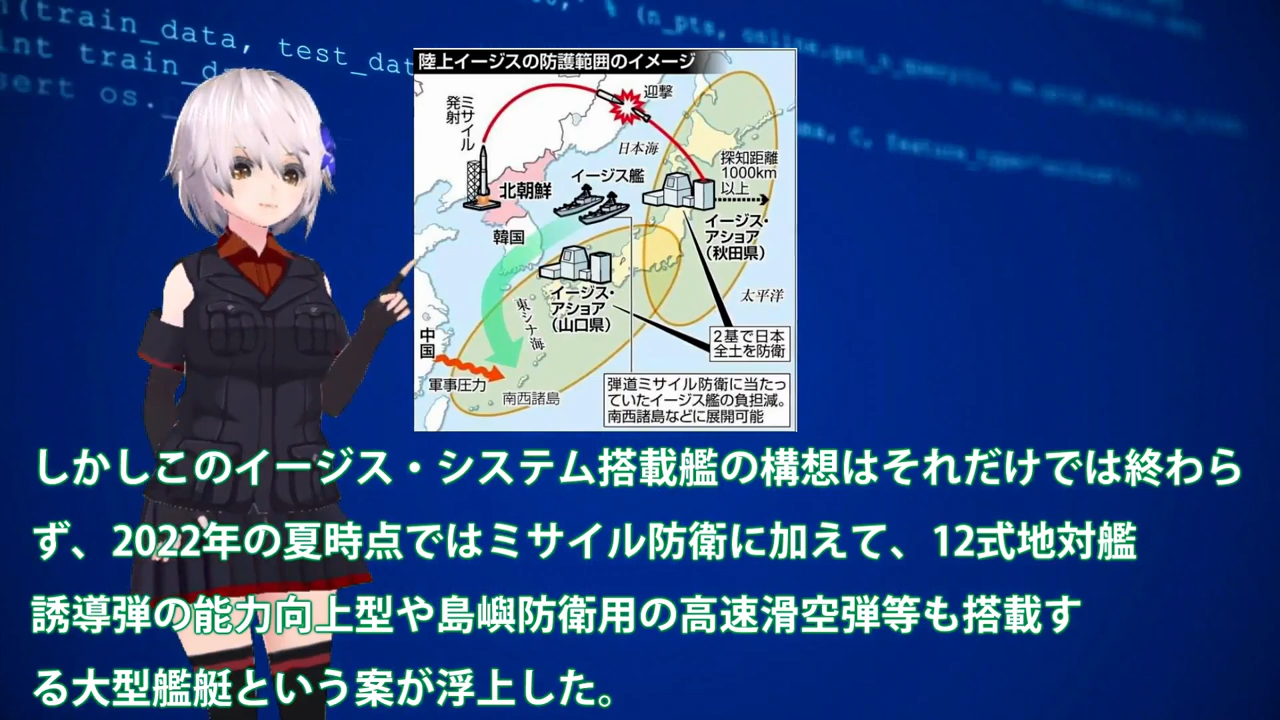 n(train_data, test_dat
int train_d
sert os.
陸上イージスの防護範囲のイメージ
迎撃
ミサイル
発射
日本海
探知距離
1000km
以上
イージス艦
北朝鮮
イージス・
アショア
(秋田県)
韓国
太平洋
イージス・
アショア
(山口県)
東シナ海
2基で日本
全土を防衛
中国
軍事圧力
南西諸島
弾道ミサイル防衛に当たっ
ていたイージス艦の負担減。
南西諸島などに展開可能
しかしこのイージス・システム搭載艦の構想はそれだけでは終わら
ず、2022年の夏時点ではミサイル防衛に加えて、12式地対艦
誘導弾の能力向上型や島嶼防衛用の高速滑空弾等も搭載す
る大型艦艇という案が浮上した。